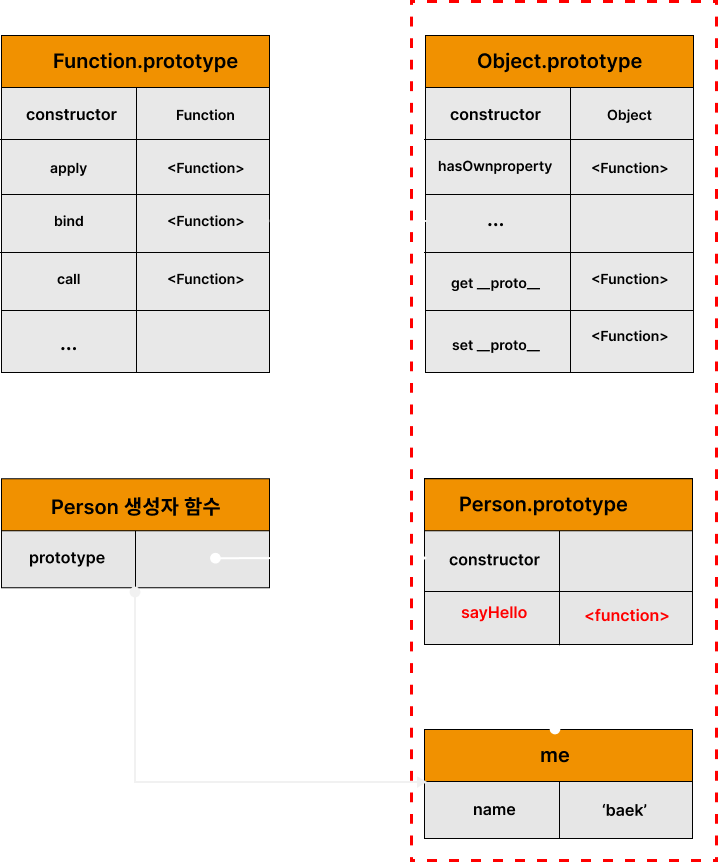 Function.prototype
constructor Function
apply <Function>
bind <Function>
call <Function>
...
Object.prototype
constructor Object
hasOwnproperty <Function>
...
get __proto__ <Function>
set __proto__ <Function>
Person 생성자 함수
prototype
Person.prototype
constructor
sayHello <function>
me
name ‘baek’